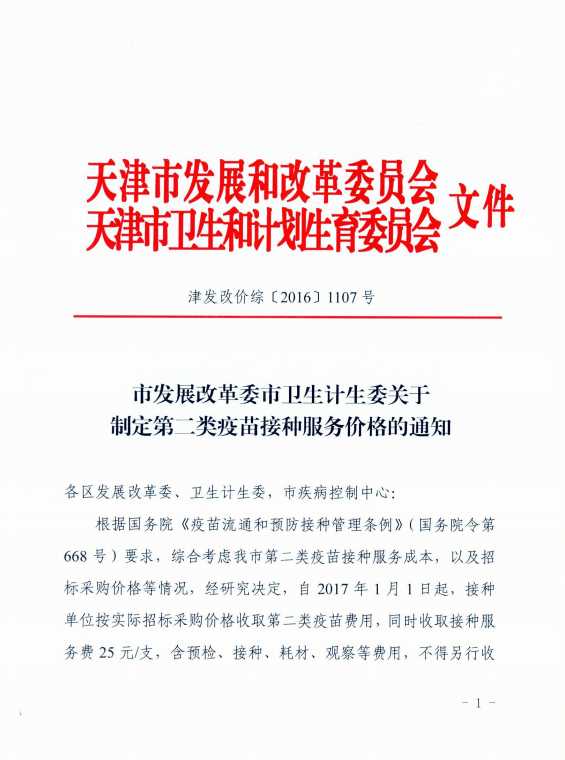 天津市发展和改革委员会
天津市卫生和计划生育委员会
文件
津发改价综〔2016〕1107号
市发展改革委市卫生计生委关于
制定第二类疫苗接种服务价格的通知
各区发展改革委、卫生计生委，市疾病控制中心：
根据国务院《疫苗流通和预防接种管理条例》（国务院令第
668号）要求，综合考虑我市第二类疫苗接种服务成本，以及招
标采购价格等情况，经研究决定，自2017年1月1日起，接种
单位按实际招标采购价格收取第二类疫苗费用，同时收取接种服
务费25元/支，含预检、接种、耗材、观察等费用，不得另行收
- 1 -